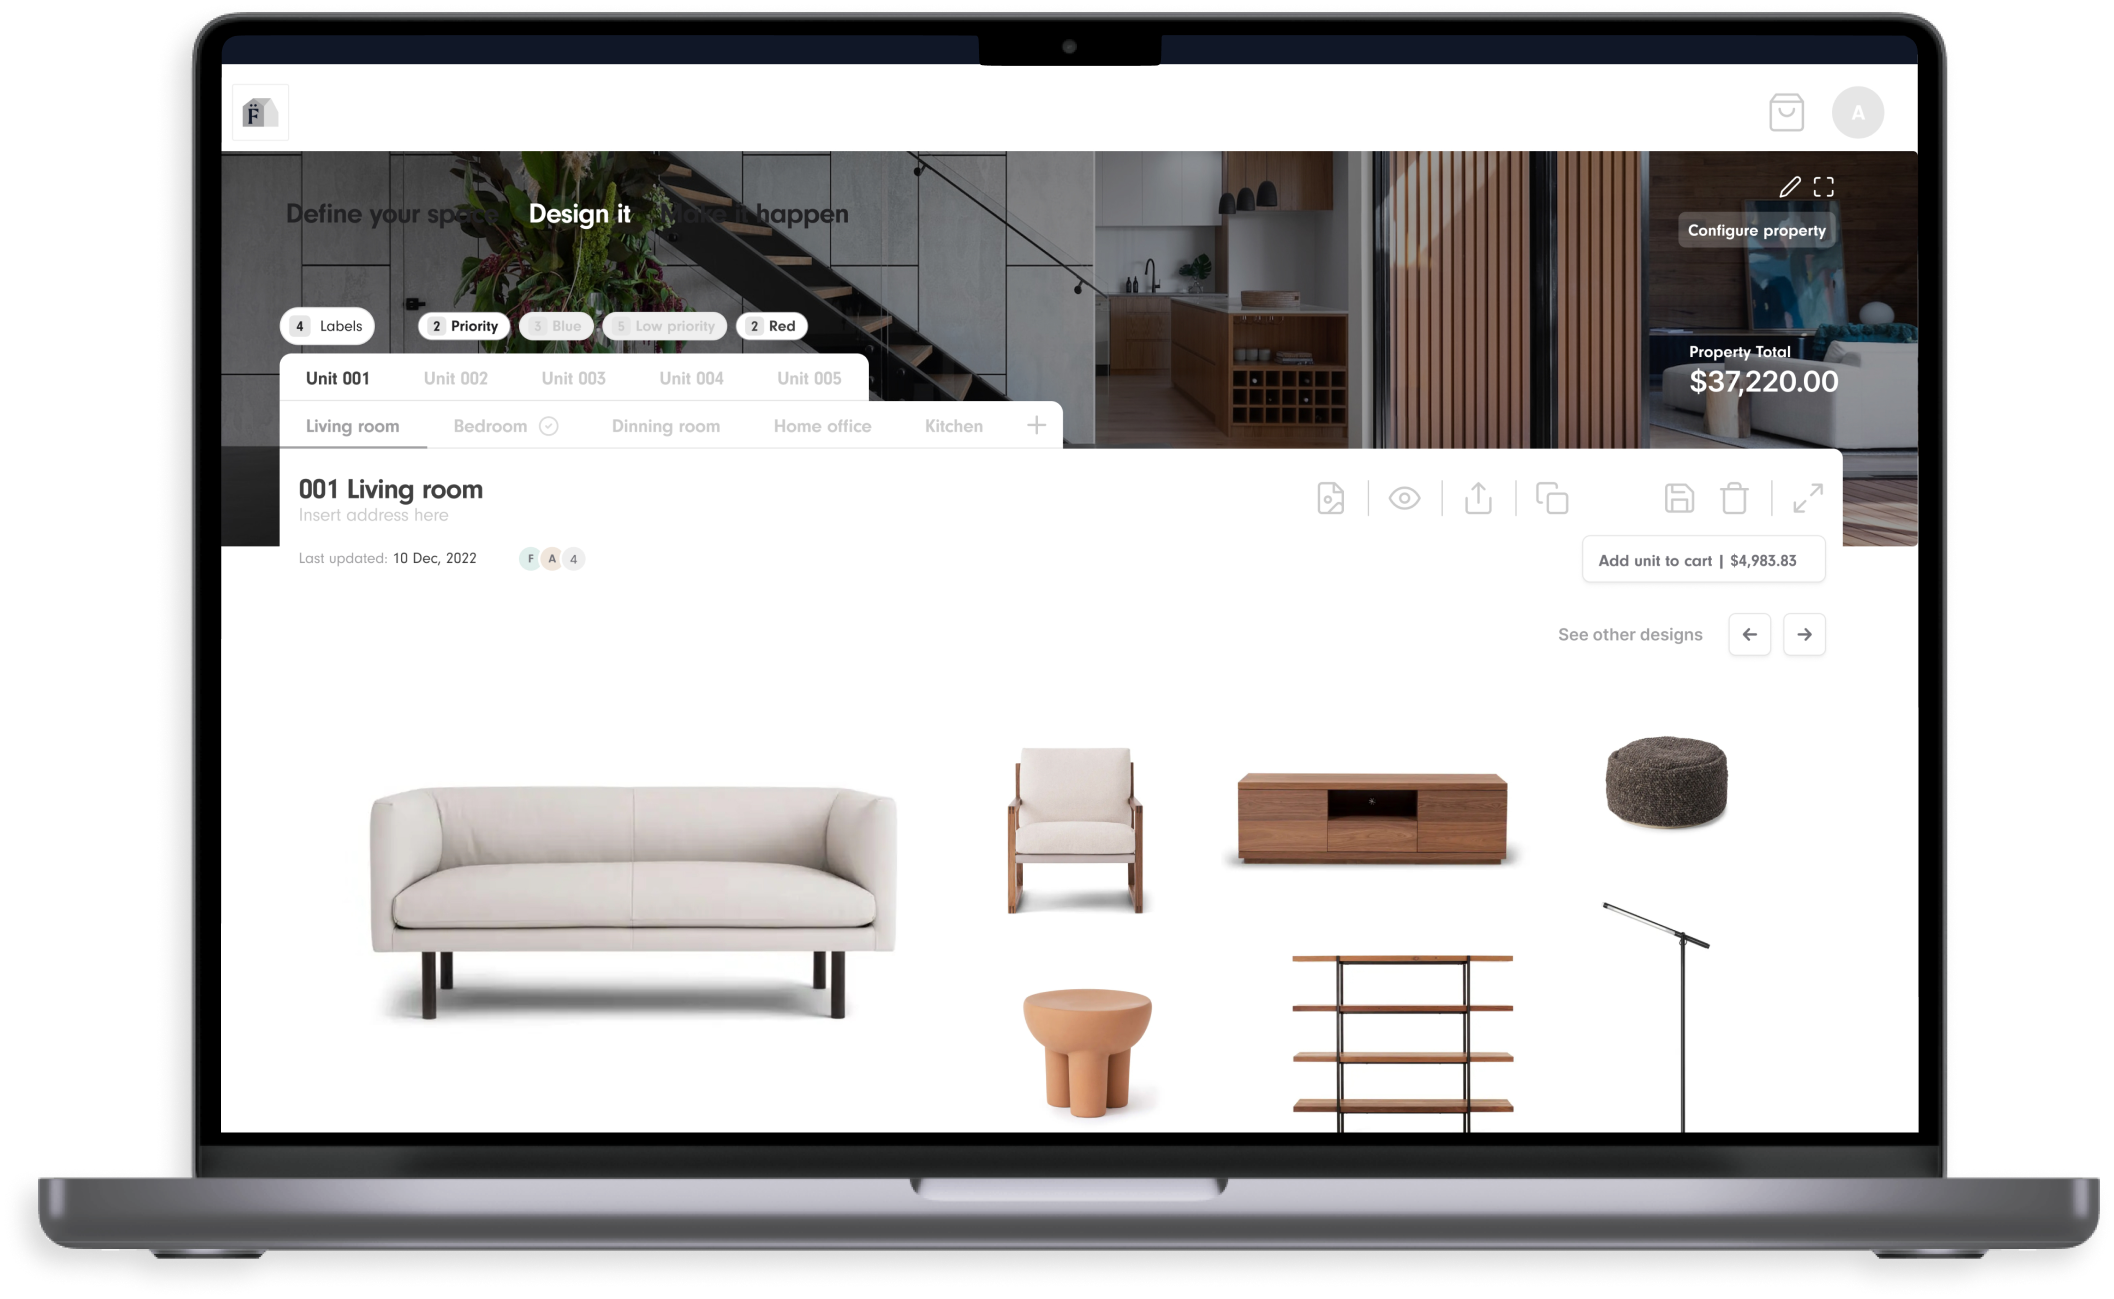 F
A
Define your space Design it Make it happen
Configure property
4 Labels 2 Priority 3 Blue 5 Low priority 2 Red
Property Total
$37,220.00
Unit 001 Unit 002 Unit 003 Unit 004 Unit 005
Living room Bedroom Dinning room Home office Kitchen
001 Living room
Insert address here
Last updated: 10 Dec, 2022 F A 4
Add unit to cart | $4,983.83
See other designs